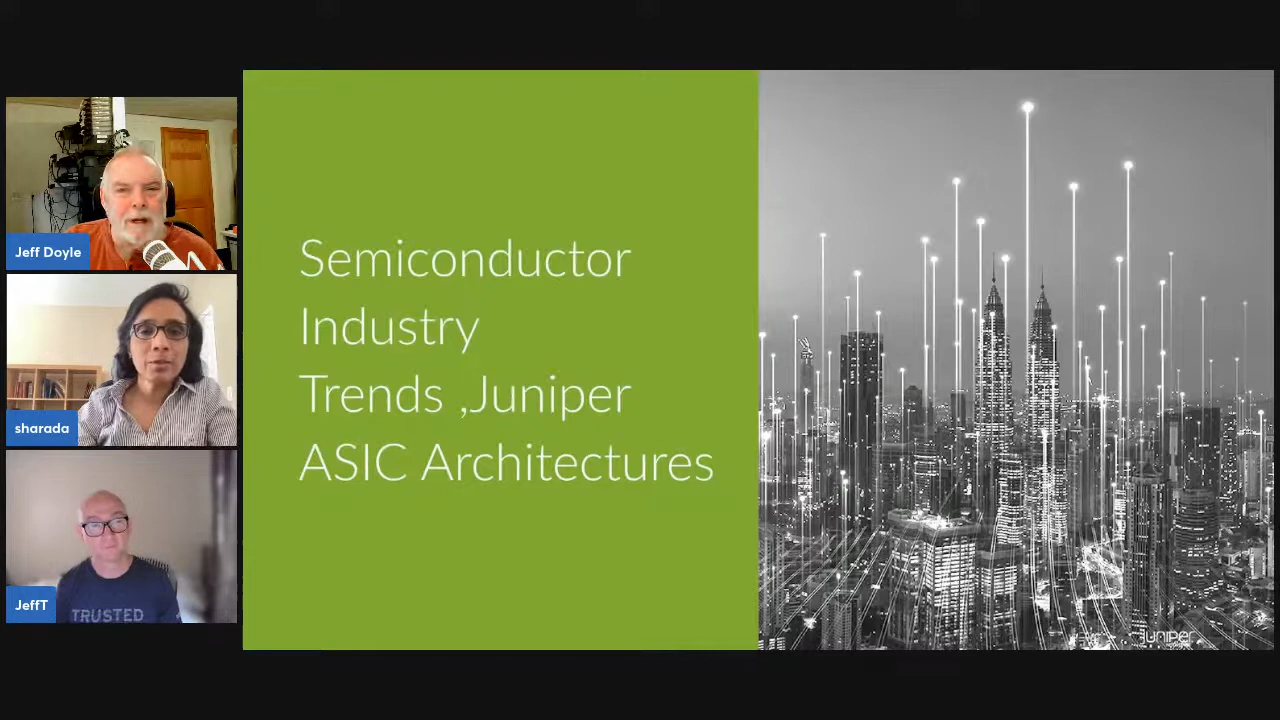 Jeff Doyle
sharada
TRUSTED
JeffT
Semiconductor
Industry
Trends ,Juniper
ASIC Architectures
Juniper